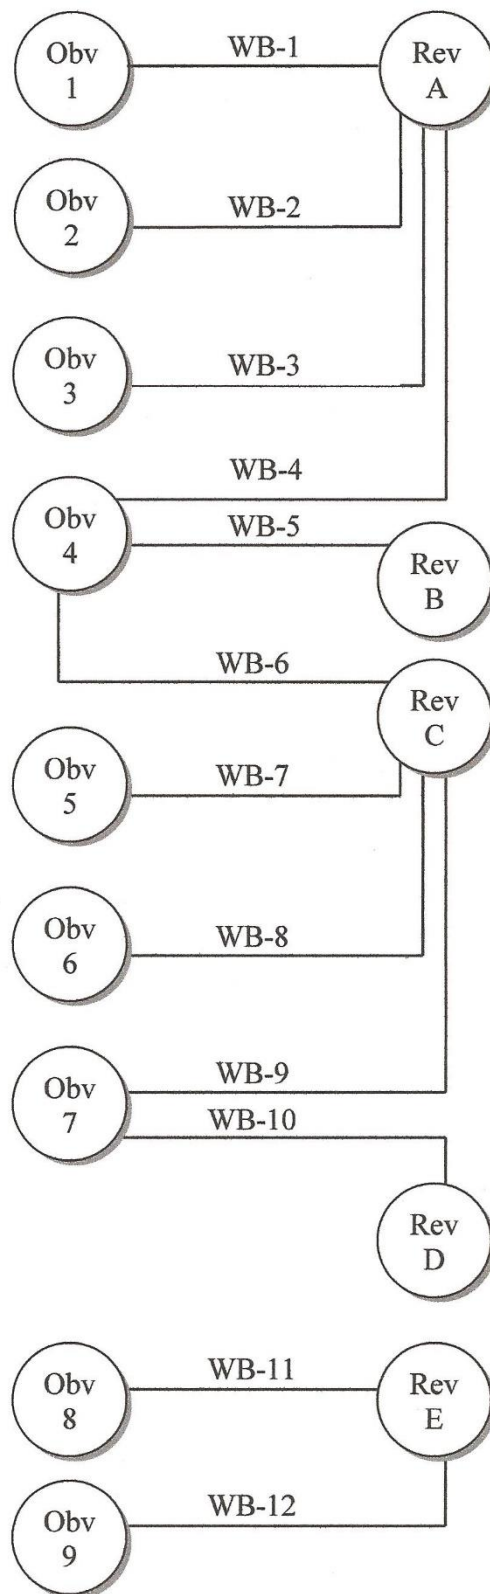 Obv
1
WB-1
Rev
A
Obv
2
WB-2
Obv
3
WB-3
Obv
4
WB-4
WB-5
Rev
B
WB-6
Rev
C
Obv
5
WB-7
Obv
6
WB-8
Obv
7
WB-9
WB-10
Rev
D
Obv
8
WB-11
Rev
E
Obv
9
WB-12